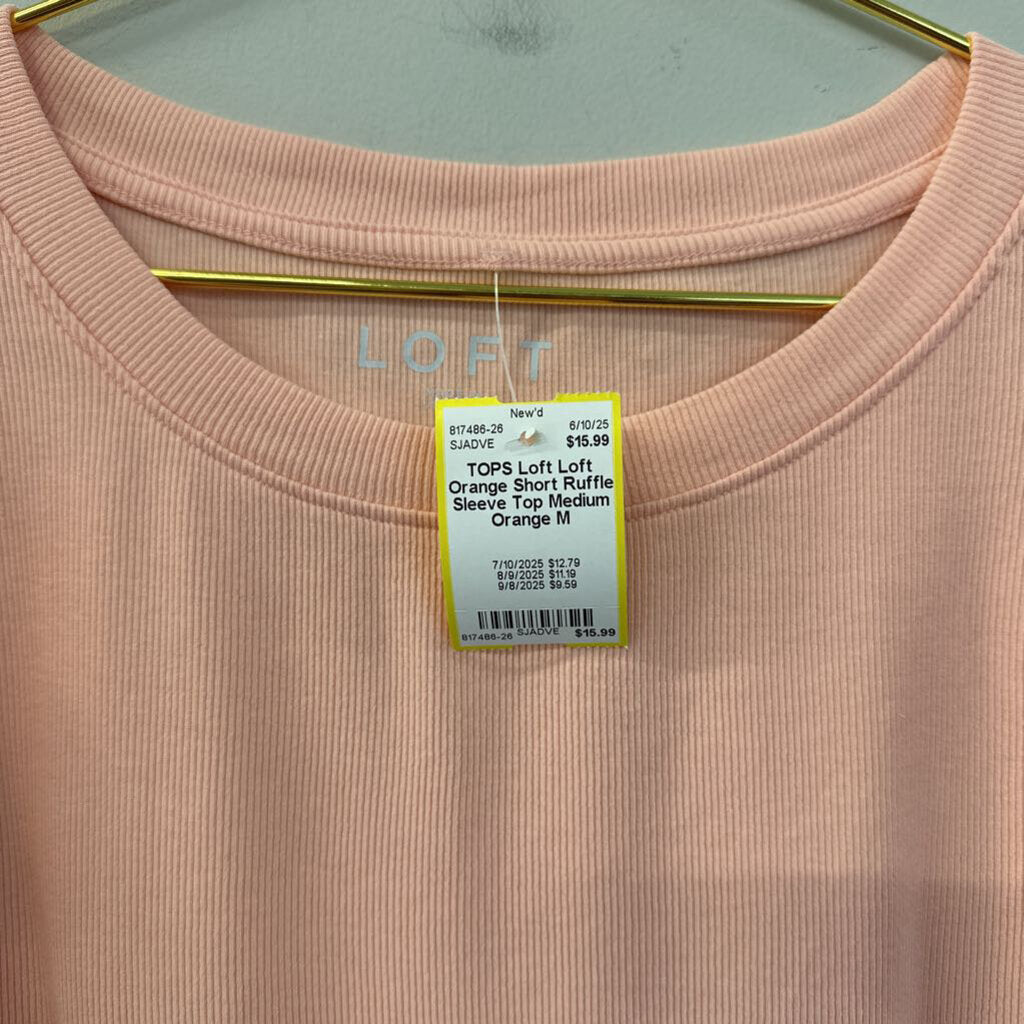 LOFT
New'd
817486-26 6/10/25
SJADVE $15.99
TOPS Loft Loft
Orange Short Ruffle
Sleeve Top Medium
Orange M
7/10/2025 $12.79
8/9/2025 $11.19
9/8/2025 $9.59
817486-26 SJADVE $15.99